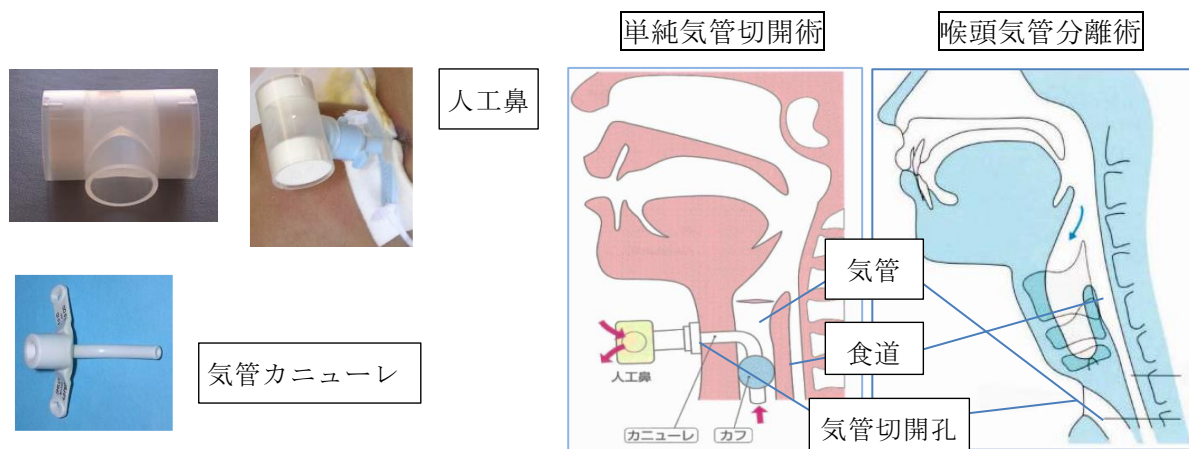 単純気管切開術
喉頭気管分離術
人工鼻
気管カニューレ
気管
食道
気管切開孔
人工鼻
カニューレ
カフ